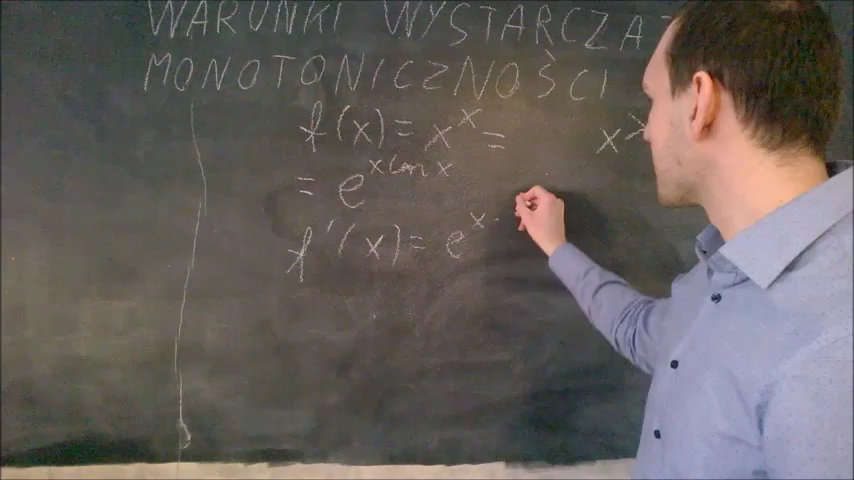 WARUNKI WYSTARCZA
MONOTONICZNOŚCI
f(x) = x^x =
x^x
= e^{x ln x}
f'(x) = e^{x ·